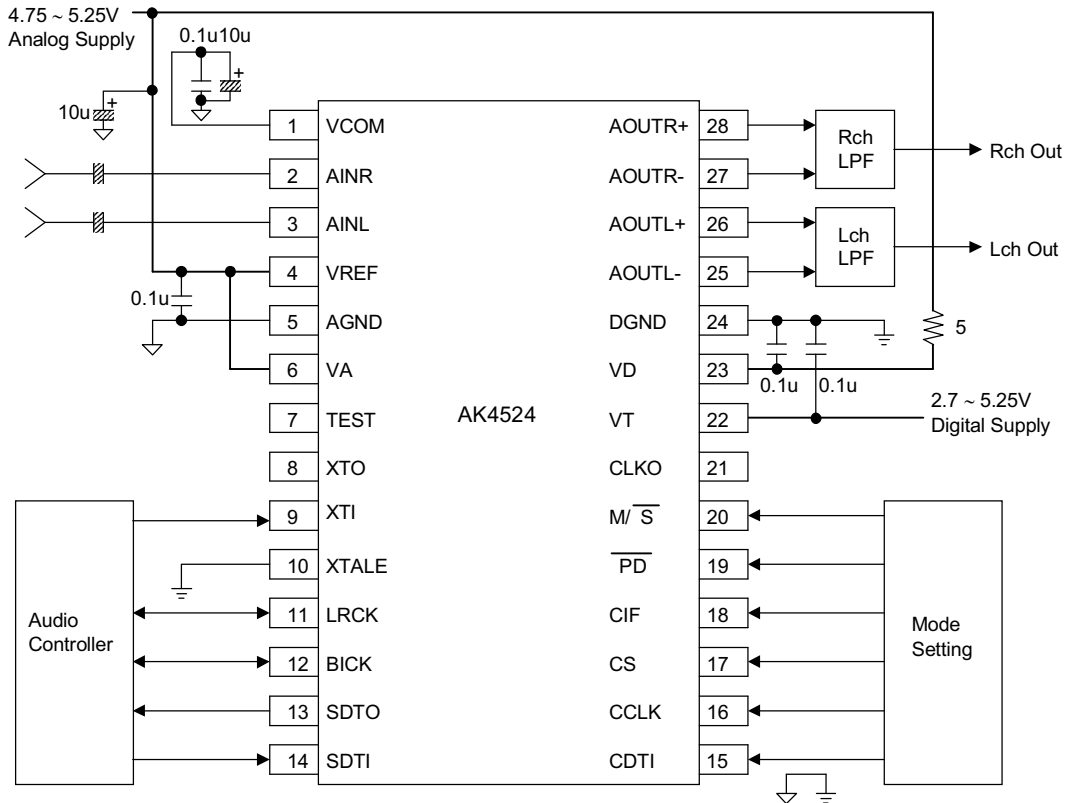 4.75 ~ 5.25V
Analog Supply
0.1u10u
+
+
10u
1 VCOM AOUTR+ 28
Rch
LPF
Rch Out
2 AINR AOUTR- 27
3 AINL AOUTL+ 26
Lch
LPF
Lch Out
4 VREF AOUTL- 25
0.1u
5 AGND DGND 24
5
6 VA VD 23
0.1u 0.1u
7 TEST AK4524 VT 22
2.7 ~ 5.25V
Digital Supply
8 XTO CLKO 21
9 XTI M/S 20
10 XTALE PD 19
11 LRCK CIF 18
Audio
Controller
Mode
Setting
12 BICK CS 17
13 SDTO CCLK 16
14 SDTI CDTI 15